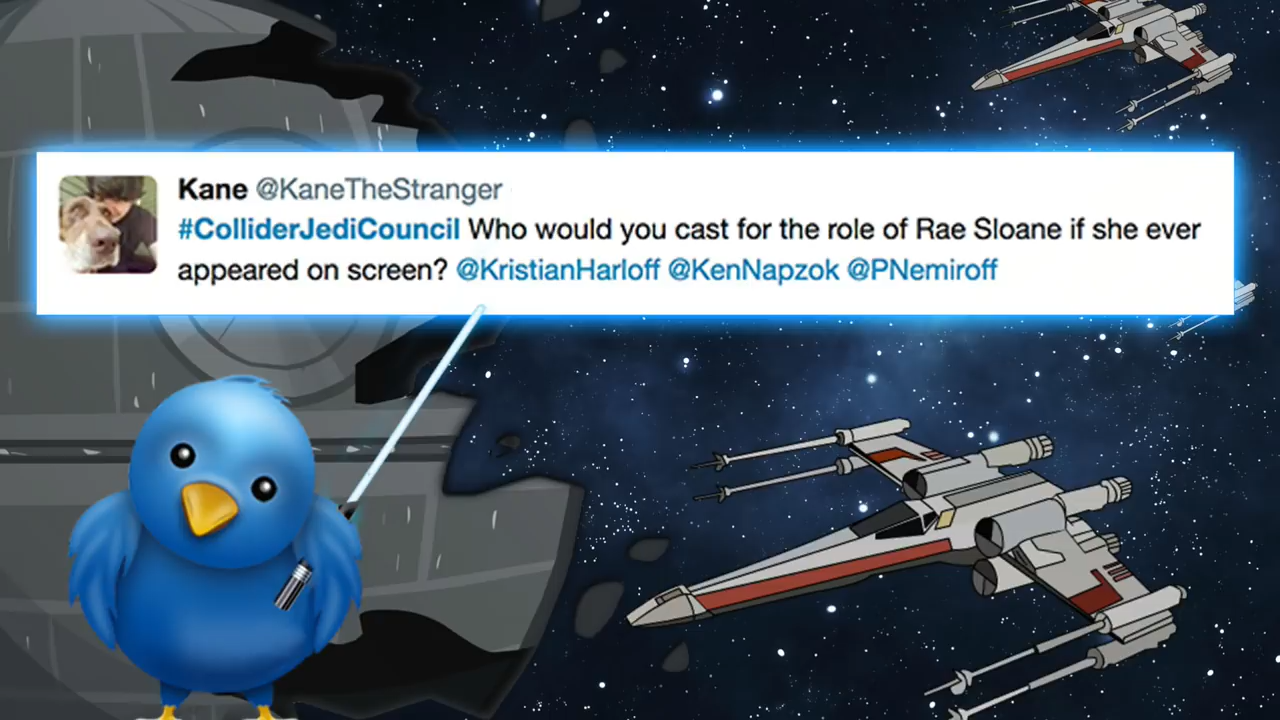 Kane @KaneTheStranger
#ColliderJediCouncil Who would you cast for the role of Rae Sloane if she ever
appeared on screen? @KristianHarloff @KenNapzok @PNemiroff